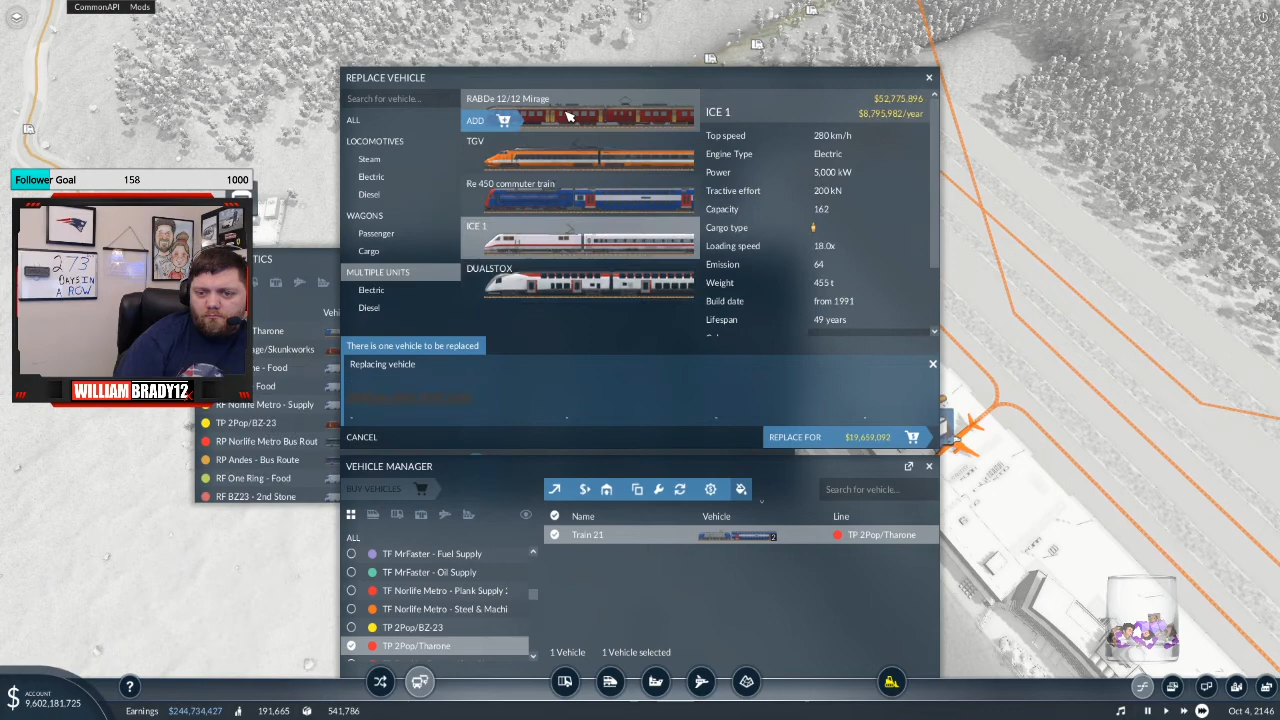 CommonAPI Mods
REPLACE VEHICLE
Search for vehicle...
ALL
LOCOMOTIVES
Steam
Electric
Diesel
WAGONS
Passenger
Cargo
MULTIPLE UNITS
Electric
Diesel
RABDe 12/12 Mirage
ADD
TGV
Re 450 commuter train
ICE 1
DUALSTOX
$52,775,896
ICE 1 $8,795,982/year
Top speed 280 km/h
Engine Type Electric
Power 5,000 kW
Tractive effort 200 kN
Capacity 162
Cargo type
Loading speed 18.0x
Emission 64
Weight 455 t
Build date from 1991
Lifespan 49 years
There is one vehicle to be replaced
Replacing vehicle
CANCEL
REPLACE FOR $19,659,092
Follower Goal 158 1000
273
DAYS IN
A ROW
WILLIAM BRADY12
TICS
Vehi
Tharone
age/Skunkworks
e - Food
Food
RF Norlife Metro - Supply
TP 2Pop/BZ-23
RP Norlife Metro Bus Rout
RP Andes - Bus Route
RF One Ring - Food
RF BZ23 - 2nd Stone
VEHICLE MANAGER
BUY VEHICLES
Search for vehicle...
ALL
TF MrFaster - Fuel Supply
TF MrFaster - Oil Supply
TF Norlife Metro - Plank Supply
TF Norlife Metro - Steel & Machi
TP 2Pop/BZ-23
TP 2Pop/Tharone
Name Vehicle Line
Train 21 2 TP 2Pop/Tharone
1 Vehicle 1 Vehicle selected
$ ACCOUNT
9,602,181,725
?
Earnings $244,734,427 191,665 541,786
Oct 4, 2146